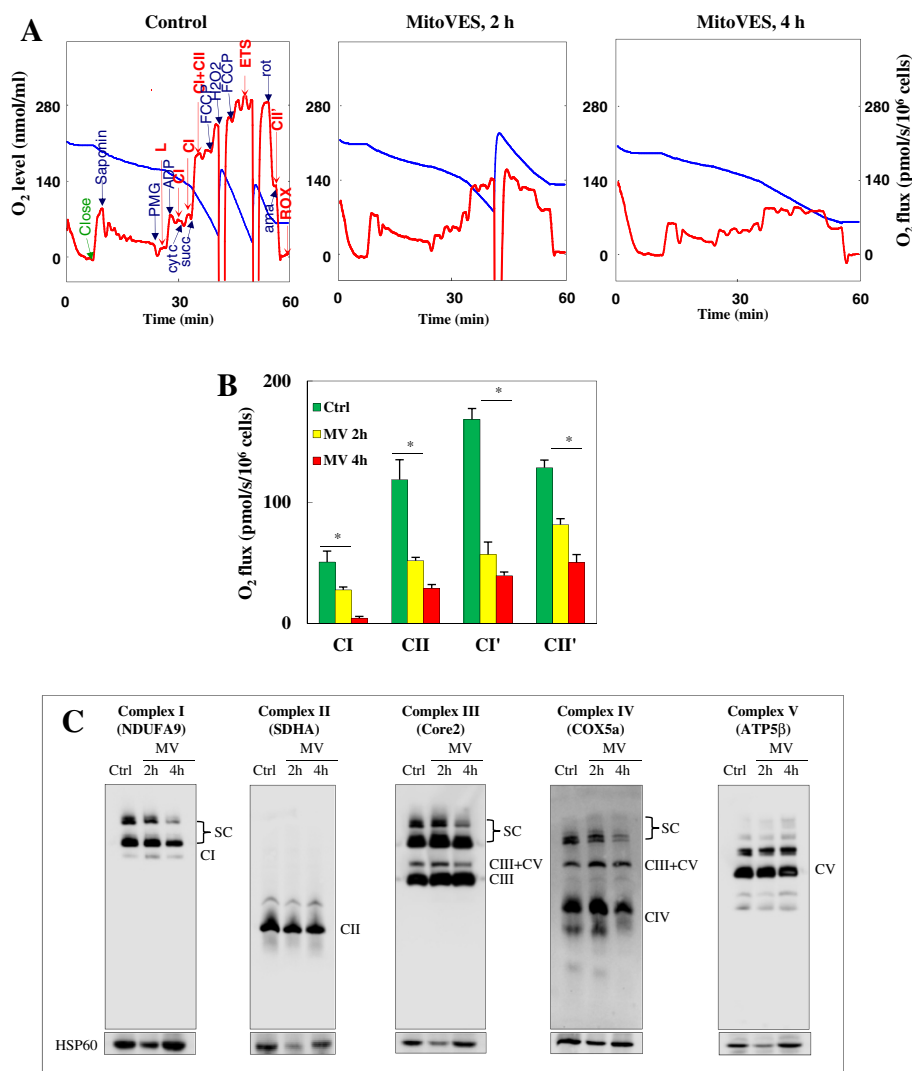 A
Control
MitoVES, 2 h
MitoVES, 4 h
O2 level (nmol/ml)
O2 flux (pmol/s/10⁶ cells)
280
140
0
280
140
0
280
140
0
280
140
0
Close
Saponin
PMG
L
ADP
cytc
CI
succ
CI
CI+CII
FCCP
H2O2
FCCP
ETS
rot
ama
CII'
ROX
0
30
60
0
30
60
0
30
60
Time (min)
Time (min)
Time (min)
B
O2 flux (pmol/s/10⁶ cells)
200
100
0
Ctrl
MV 2h
MV 4h
*
*
*
*
CI
CII
CI'
CII'
C
Complex I
(NDUFA9)
MV
Ctrl 2h 4h
SC
CI
Complex II
(SDHA)
MV
Ctrl 2h 4h
CII
Complex III
(Core2)
MV
Ctrl 2h 4h
SC
CIII+CV
CIII
Complex IV
(COX5a)
MV
Ctrl 2h 4h
SC
CIII+CV
CIV
Complex V
(ATP5β)
MV
Ctrl 2h 4h
CV
HSP60